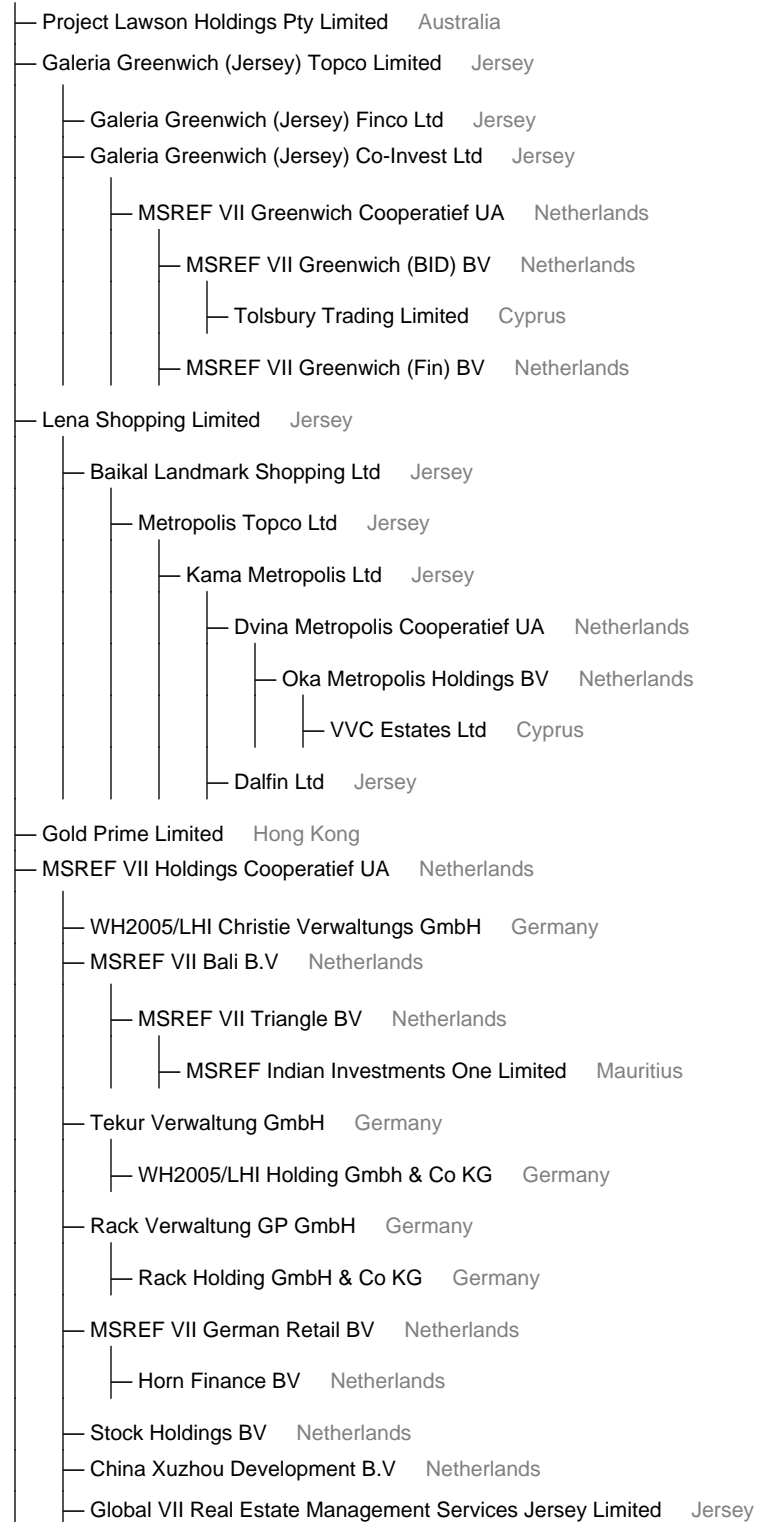 Project Lawson Holdings Pty Limited Australia
Galeria Greenwich (Jersey) Topco Limited Jersey
Galeria Greenwich (Jersey) Finco Ltd Jersey
Galeria Greenwich (Jersey) Co-Invest Ltd Jersey
MSREF VII Greenwich Cooperatief UA Netherlands
MSREF VII Greenwich (BID) BV Netherlands
Tolsbury Trading Limited Cyprus
MSREF VII Greenwich (Fin) BV Netherlands
Lena Shopping Limited Jersey
Baikal Landmark Shopping Ltd Jersey
Metropolis Topco Ltd Jersey
Kama Metropolis Ltd Jersey
Dvina Metropolis Cooperatief UA Netherlands
Oka Metropolis Holdings BV Netherlands
VVC Estates Ltd Cyprus
Dalfin Ltd Jersey
Gold Prime Limited Hong Kong
MSREF VII Holdings Cooperatief UA Netherlands
WH2005/LHI Christie Verwaltungs GmbH Germany
MSREF VII Bali B.V Netherlands
MSREF VII Triangle BV Netherlands
MSREF Indian Investments One Limited Mauritius
Tekur Verwaltung GmbH Germany
WH2005/LHI Holding Gmbh & Co KG Germany
Rack Verwaltung GP GmbH Germany
Rack Holding GmbH & Co KG Germany
MSREF VII German Retail BV Netherlands
Horn Finance BV Netherlands
Stock Holdings BV Netherlands
China Xuzhou Development B.V Netherlands
Global VII Real Estate Management Services Jersey Limited Jersey